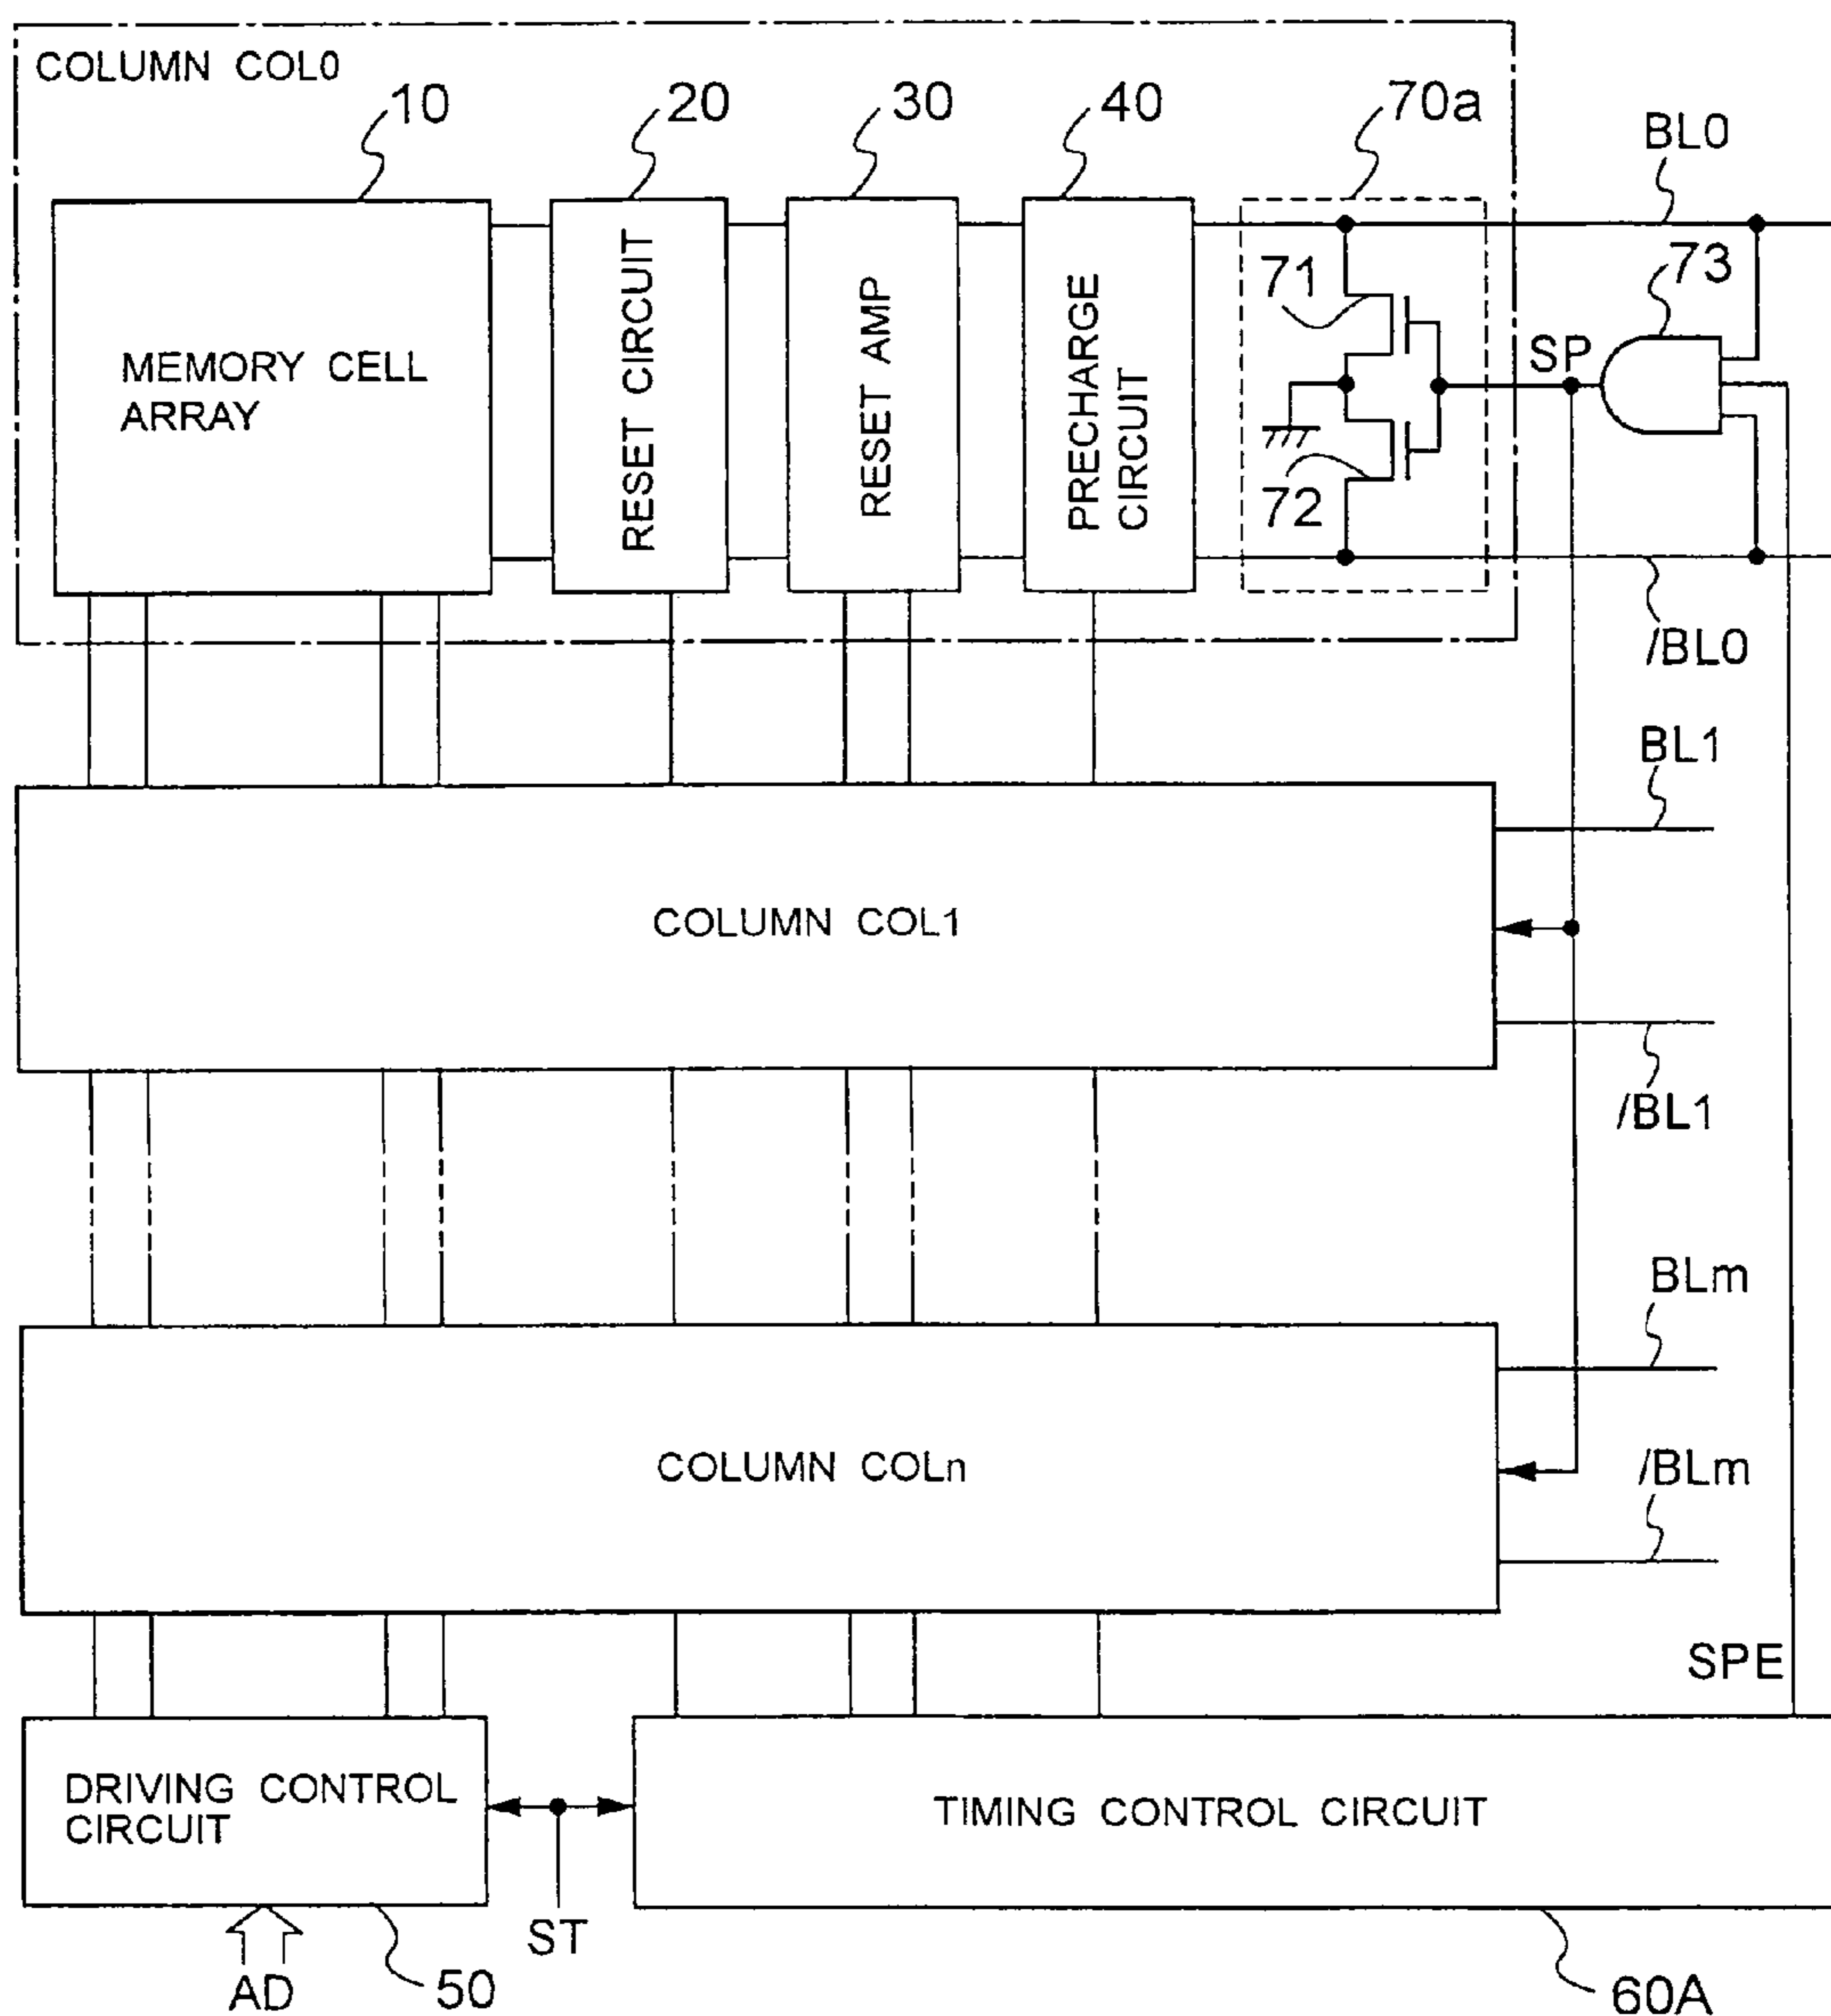 COLUMN COL0
10
20
30
40
70a
BL0
MEMORY CELL
ARRAY
RESET CIRCUIT
RESET AMP
PRECHARGE
CIRCUIT
71
72
SP
73
/BL0
BL1
COLUMN COL1
/BL1
BLm
COLUMN COLn
/BLm
SPE
DRIVING CONTROL
CIRCUIT
TIMING CONTROL CIRCUIT
ST
AD
50
60A